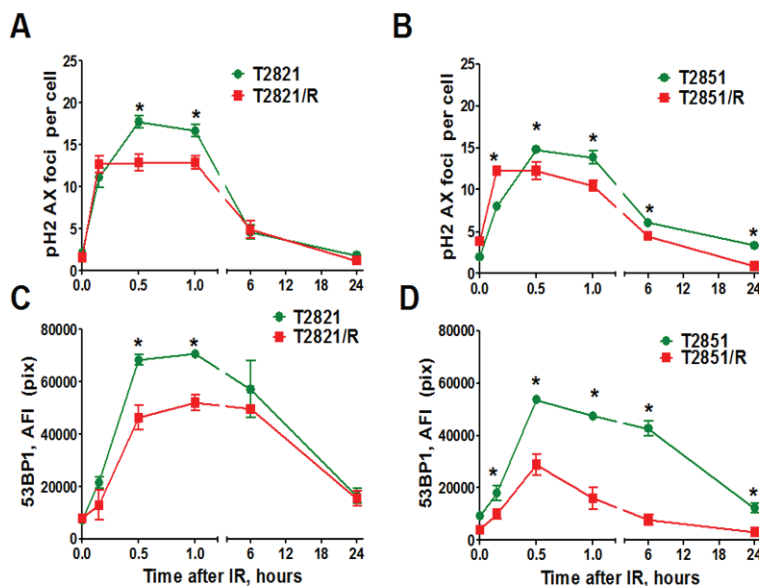 A
T2821
T2821/R
pH2 AX foci per cell
25
20
15
10
5
0
* *
0.0 0.5 1.0 6 12 18 24
B
T2851
T2851/R
pH2 AX foci per cell
25
20
15
10
5
0
* * * * *
0.0 0.5 1.0 6 12 18 24
C
T2821
T2821/R
53BP1, AFI (pix)
80000
60000
40000
20000
0
* *
0.0 0.5 1.0 6 12 18 24
Time after IR, hours
D
T2851
T2851/R
53BP1, AFI (pix)
80000
60000
40000
20000
0
* * * * *
0.0 0.5 1.0 6 12 18 24
Time after IR, hours